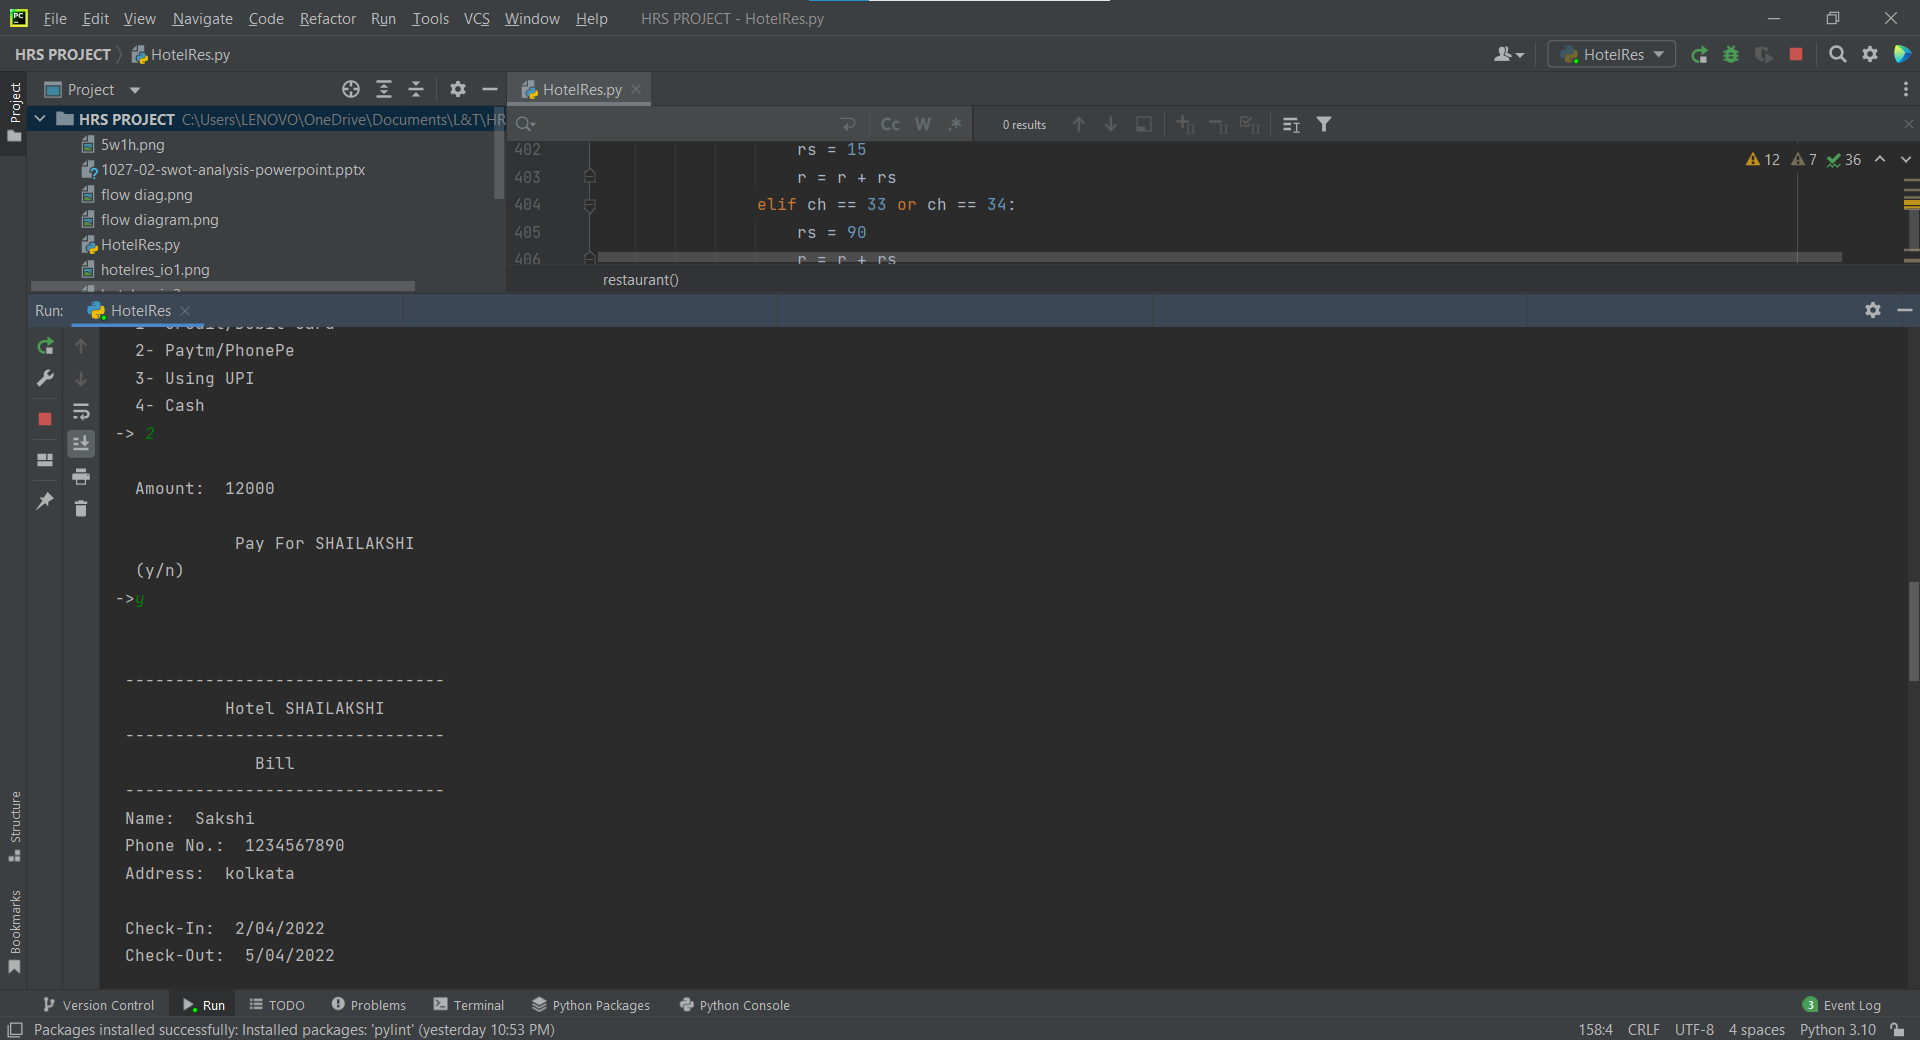 File Edit View Navigate Code Refactor Run Tools VCS Window Help HRS PROJECT - HotelRes.py
HRS PROJECT HotelRes.py HotelRes
Project HotelRes.py
Project
HRS PROJECT C:\Users\LENOVO\OneDrive\Documents\L&T\HR
5w1h.png
1027-02-swot-analysis-powerpoint.pptx
flow diag.png
flow diagram.png
HotelRes.py
hotelres_io1.png
Cc W .* 0 results
402 rs = 15
403 r = r + rs
404 elif ch == 33 or ch == 34:
405 rs = 90
406 r = r + rs
12 7 36
restaurant()
Run: HotelRes
1- Credit/Debit Card
2- Paytm/PhonePe
3- Using UPI
4- Cash
-> 2
Amount: 12000
Pay For SHAILAKSHI
(y/n)
->y
--------------------------------
Hotel SHAILAKSHI
--------------------------------
Bill
--------------------------------
Name: Sakshi
Phone No.: 1234567890
Address: kolkata
Check-In: 2/04/2022
Check-Out: 5/04/2022
Structure
Bookmarks
Version Control Run TODO Problems Terminal Python Packages Python Console 3 Event Log
Packages installed successfully: Installed packages: 'pylint' (yesterday 10:53 PM) 158:4 CRLF UTF-8 4 spaces Python 3.10